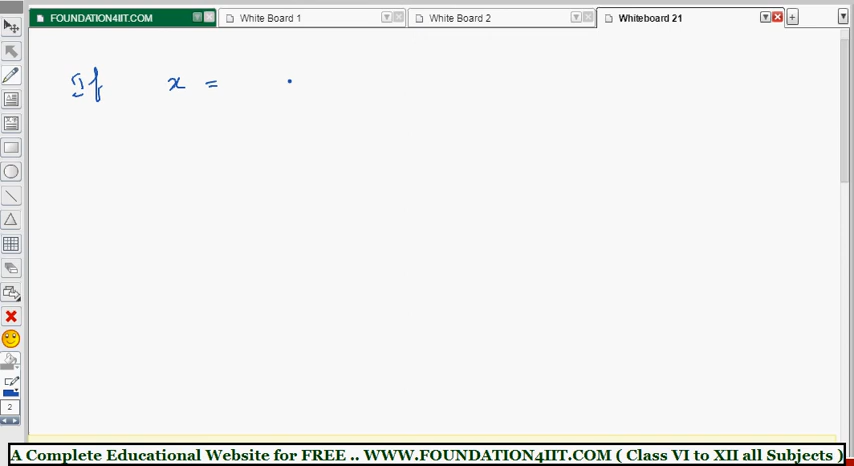 FOUNDATION4IIT.COM
White Board 1
White Board 2
Whiteboard 21
If x =
2
A Complete Educational Website for FREE .. WWW.FOUNDATION4IIT.COM ( Class VI to XII all Subjects )